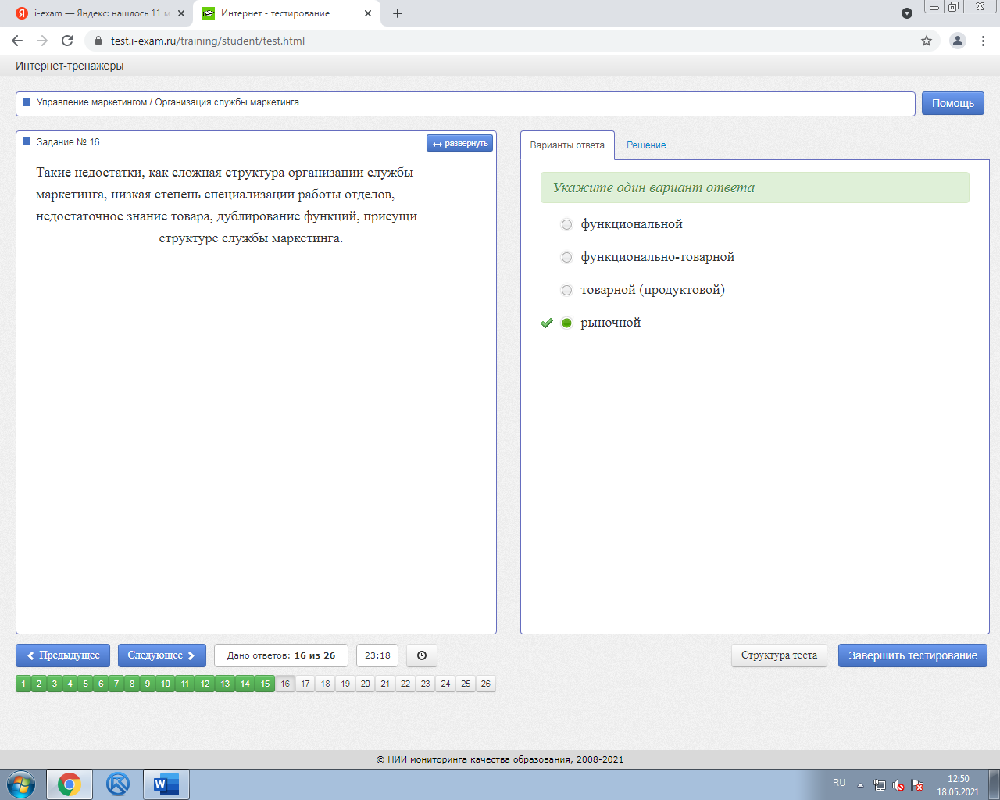 i-exam — Яндекс: нашлось 11 м
Интернет - тестирование
test.i-exam.ru/training/student/test.html
Интернет-тренажеры
Управление маркетингом / Организация службы маркетинга
Помощь
Задание № 16
развернуть
Такие недостатки, как сложная структура организации службы
маркетинга, низкая степень специализации работы отделов,
недостаточное знание товара, дублирование функций, присущи
_________________ структуре службы маркетинга.
Варианты ответа
Решение
Укажите один вариант ответа
функциональной
функционально-товарной
товарной (продуктовой)
рыночной
Предыдущее
Следующее
Дано ответов: 16 из 26
23:18
Структура теста
Завершить тестирование
1 2 3 4 5 6 7 8 9 10 11 12 13 14 15 16 17 18 19 20 21 22 23 24 25 26
© НИИ мониторинга качества образования, 2008-2021
RU
12:50
18.05.2021